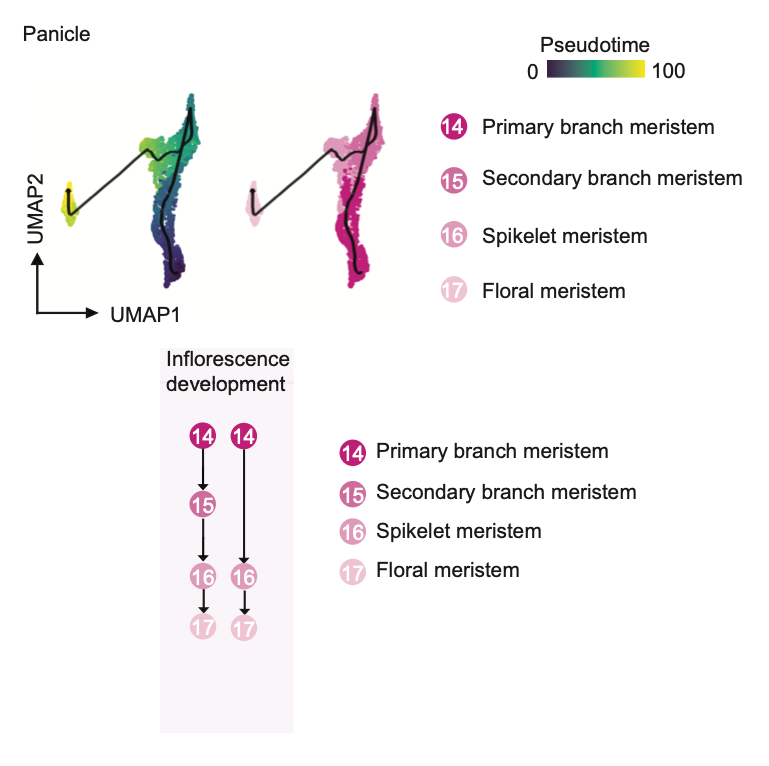 Panicle
Pseudotime
0 100
14 Primary branch meristem
15 Secondary branch meristem
16 Spikelet meristem
17 Floral meristem
UMAP2
UMAP1
Inflorescence
development
14 14
15
16 16
17 17
14 Primary branch meristem
15 Secondary branch meristem
16 Spikelet meristem
17 Floral meristem